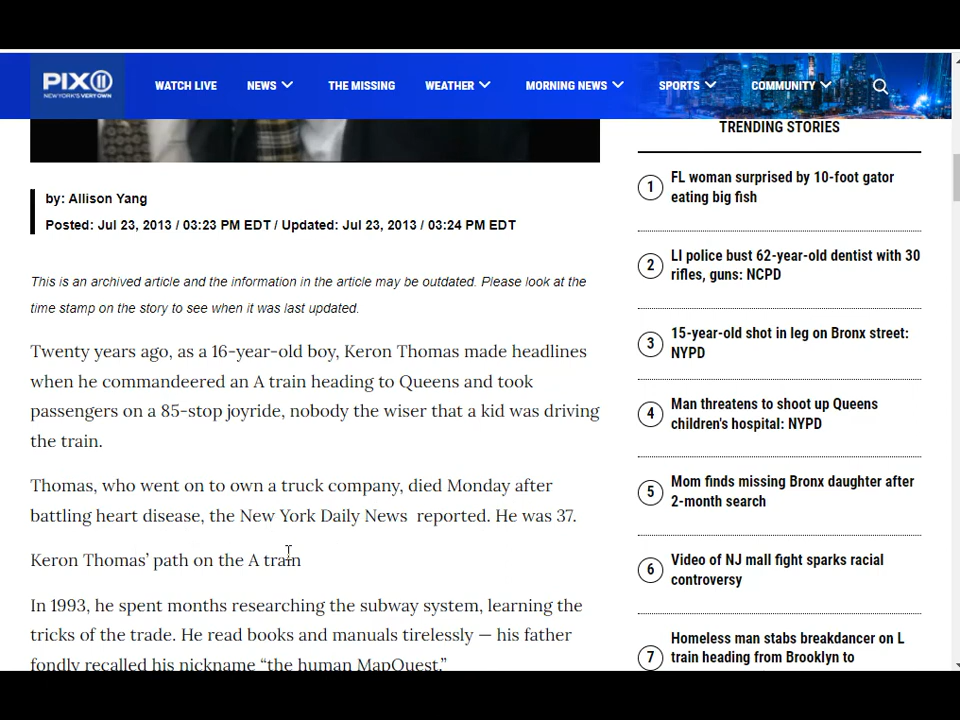 PIX11
NEW YORK'S VERY OWN
WATCH LIVE
NEWS
THE MISSING
WEATHER
MORNING NEWS
SPORTS
COMMUNITY
by: Allison Yang
Posted: Jul 23, 2013 / 03:23 PM EDT / Updated: Jul 23, 2013 / 03:24 PM EDT
This is an archived article and the information in the article may be outdated. Please look at the
time stamp on the story to see when it was last updated.
Twenty years ago, as a 16-year-old boy, Keron Thomas made headlines
when he commandeered an A train heading to Queens and took
passengers on a 85-stop joyride, nobody the wiser that a kid was driving
the train.
Thomas, who went on to own a truck company, died Monday after
battling heart disease, the New York Daily News reported. He was 37.
Keron Thomas’ path on the A train
In 1993, he spent months researching the subway system, learning the
tricks of the trade. He read books and manuals tirelessly — his father
fondly recalled his nickname “the human MapQuest.”
TRENDING STORIES
1 FL woman surprised by 10-foot gator
eating big fish
2 LI police bust 62-year-old dentist with 30
rifles, guns: NCPD
3 15-year-old shot in leg on Bronx street:
NYPD
4 Man threatens to shoot up Queens
children's hospital: NYPD
5 Mom finds missing Bronx daughter after
2-month search
6 Video of NJ mall fight sparks racial
controversy
7 Homeless man stabs breakdancer on L
train heading from Brooklyn to